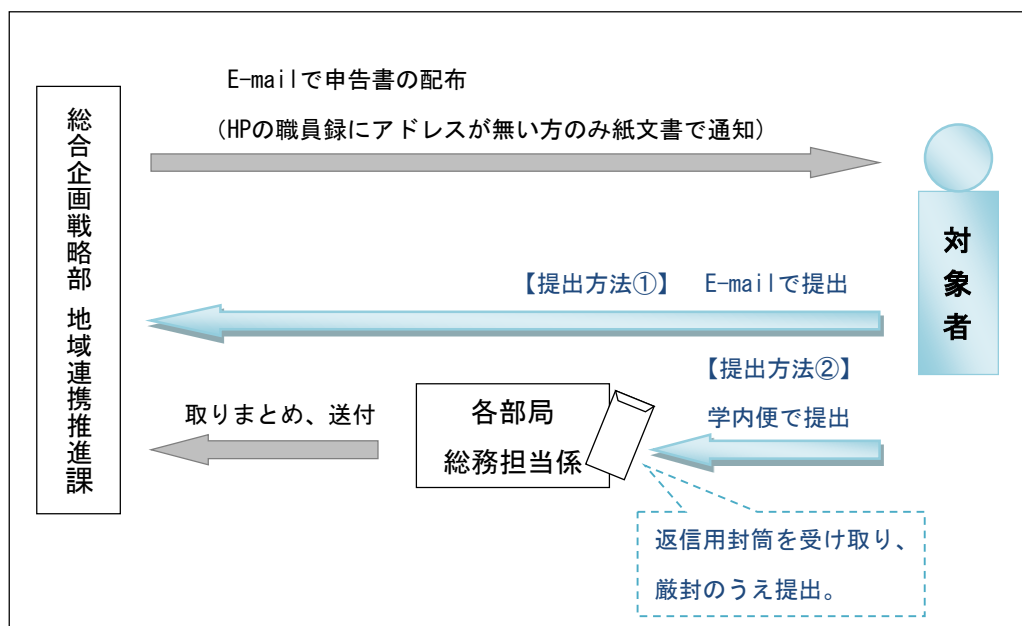 E-mailで申告書の配布
(HPの職員録にアドレスが無い方のみ紙文書で通知)
総合企画戦略部 地域連携推進課
対象者
【提出方法①】 E-mailで提出
【提出方法②】
学内便で提出
各部局
総務担当係
取りまとめ、送付
返信用封筒を受け取り、
厳封のうえ提出。